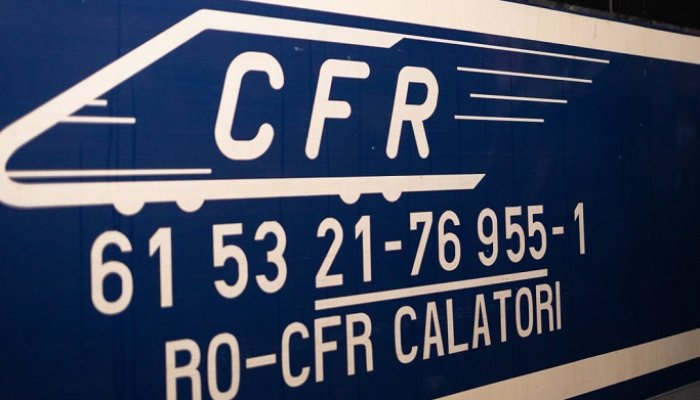 CFR
61 53 21-76 955-1
RO-CFR CALATORI